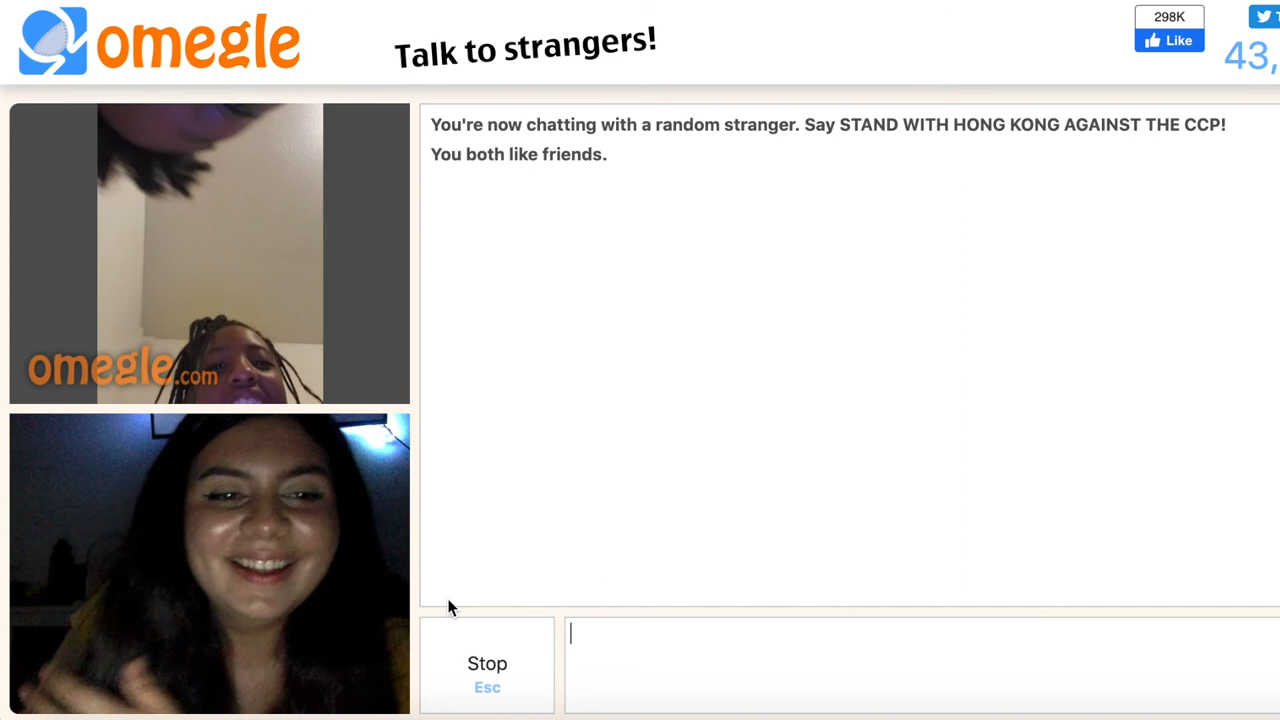 omegle
Talk to strangers!
298K
Like
43,
You're now chatting with a random stranger. Say STAND WITH HONG KONG AGAINST THE CCP!
You both like friends.
omegle.com
Stop
Esc